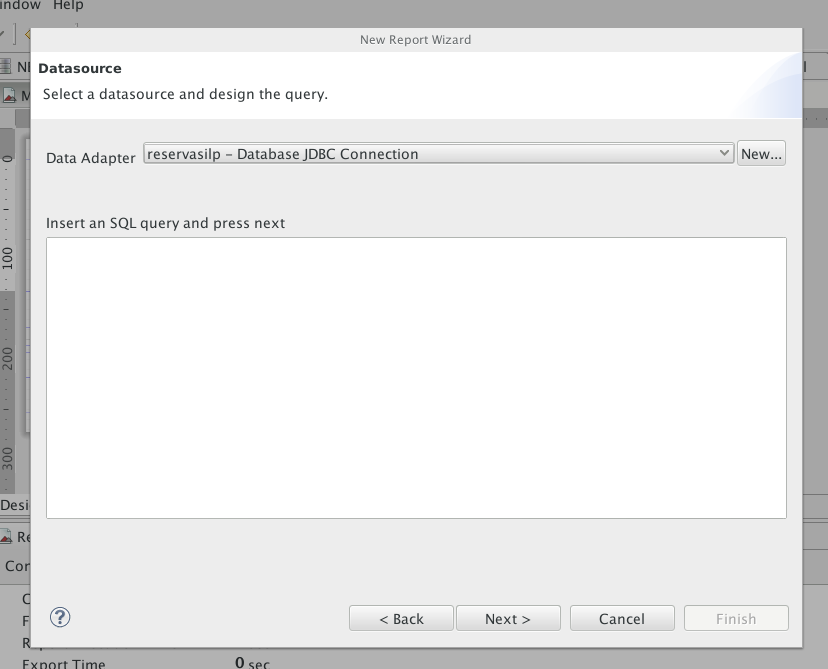 indow Help
New Report Wizard
Datasource
Select a datasource and design the query.
Data Adapter reservasilp – Database JDBC Connection New...
Insert an SQL query and press next
0
100
200
300
Desi
Re
Cor
< Back Next > Cancel Finish
Export Time 0 sec